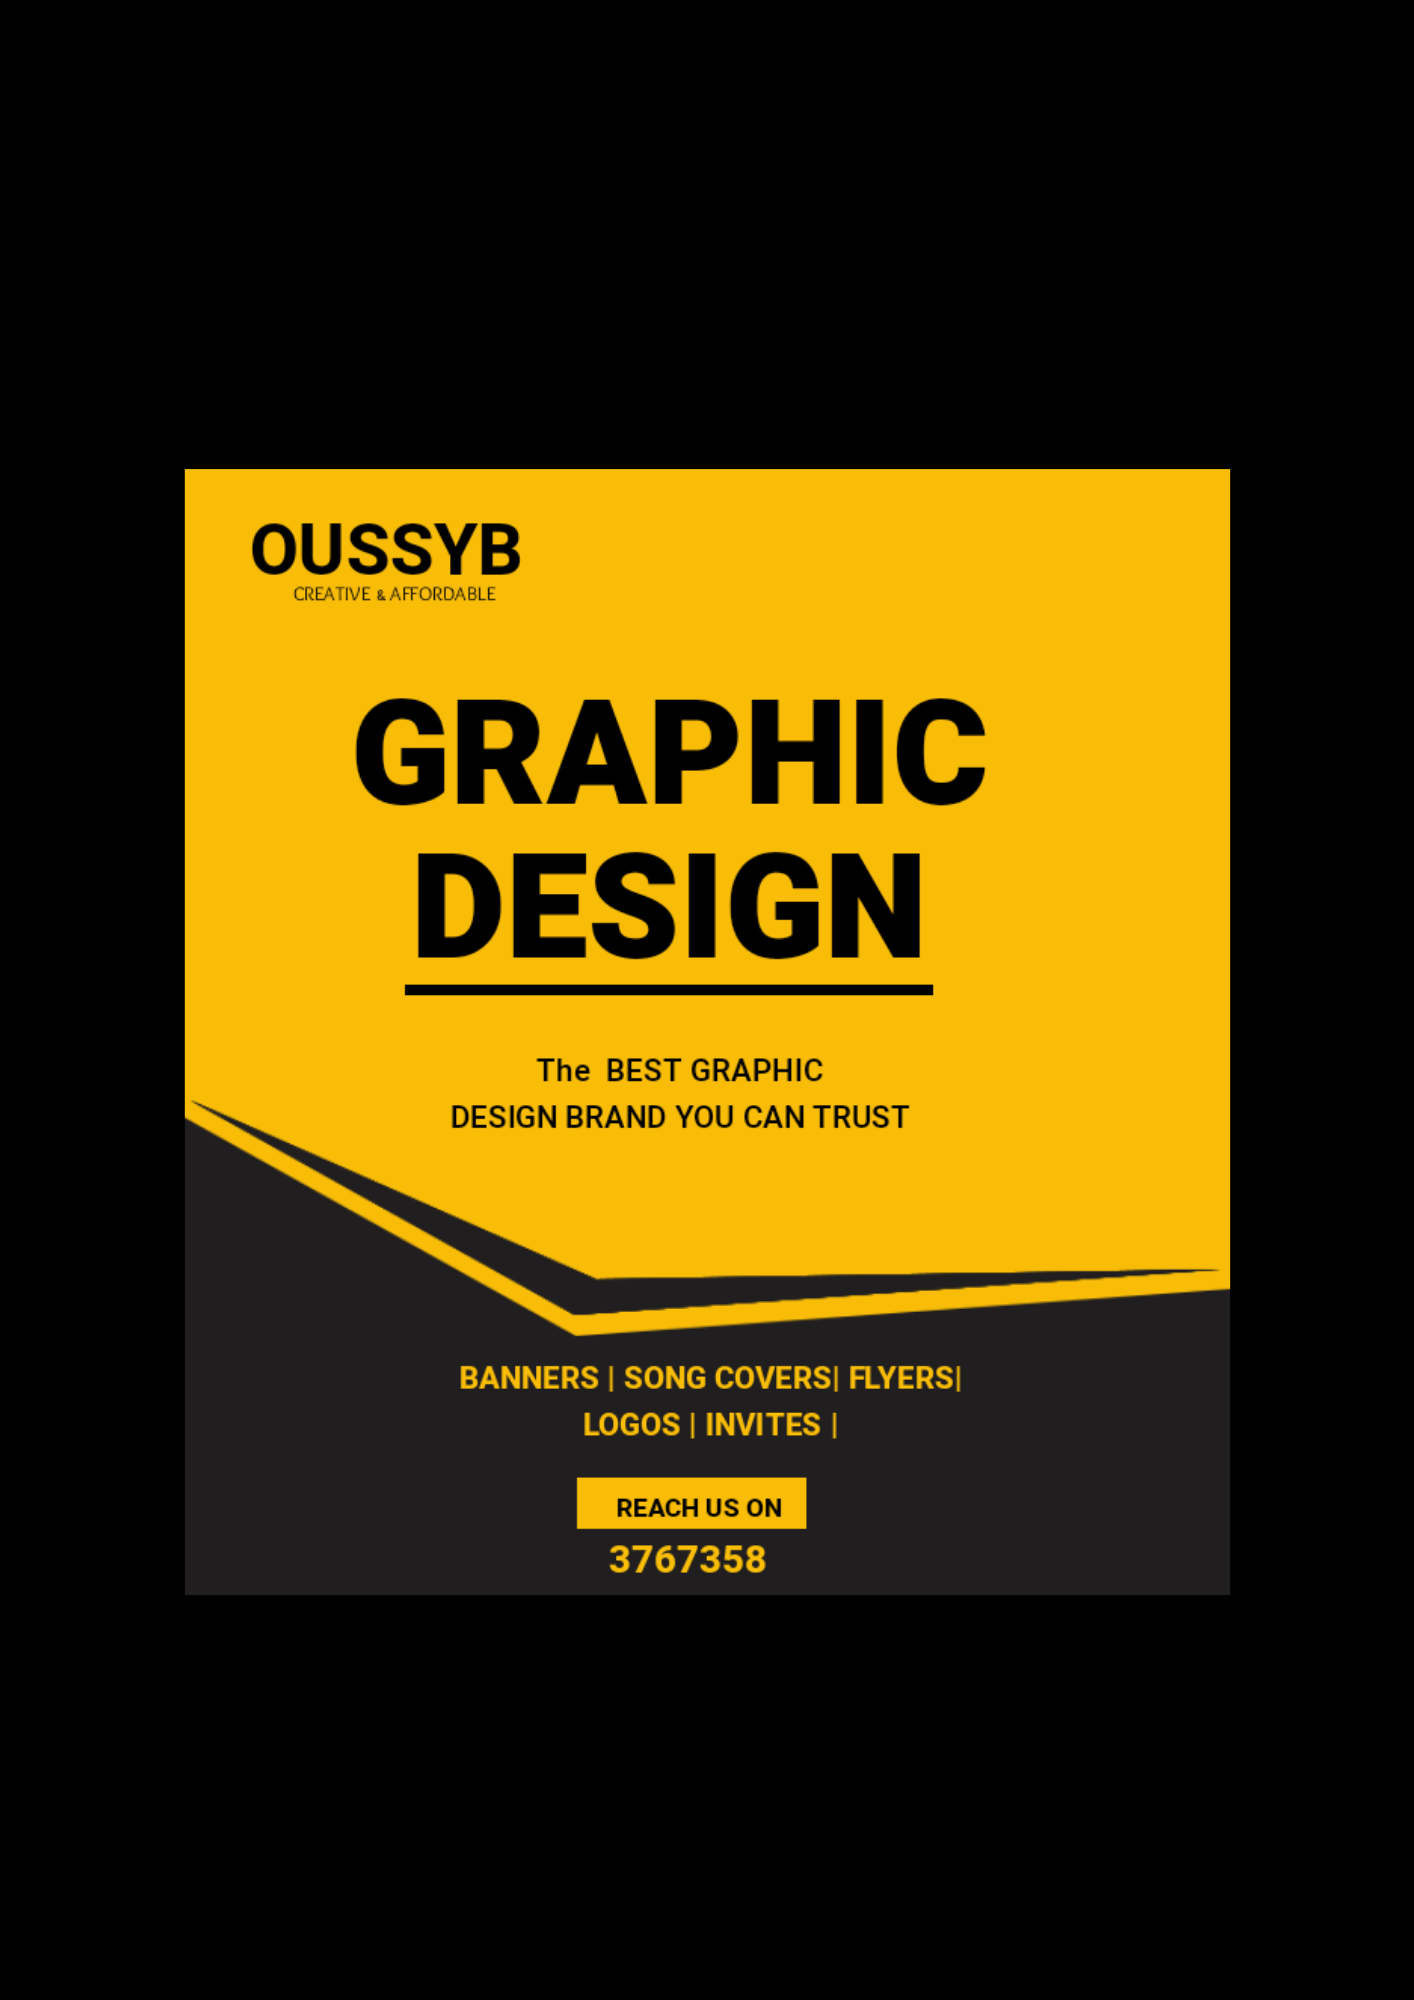 OUSSYB
CREATIVE & AFFORDABLE
GRAPHIC
DESIGN
The BEST GRAPHIC
DESIGN BRAND YOU CAN TRUST
BANNERS | SONG COVERS| FLYERS|
LOGOS | INVITES |
REACH US ON
3767358